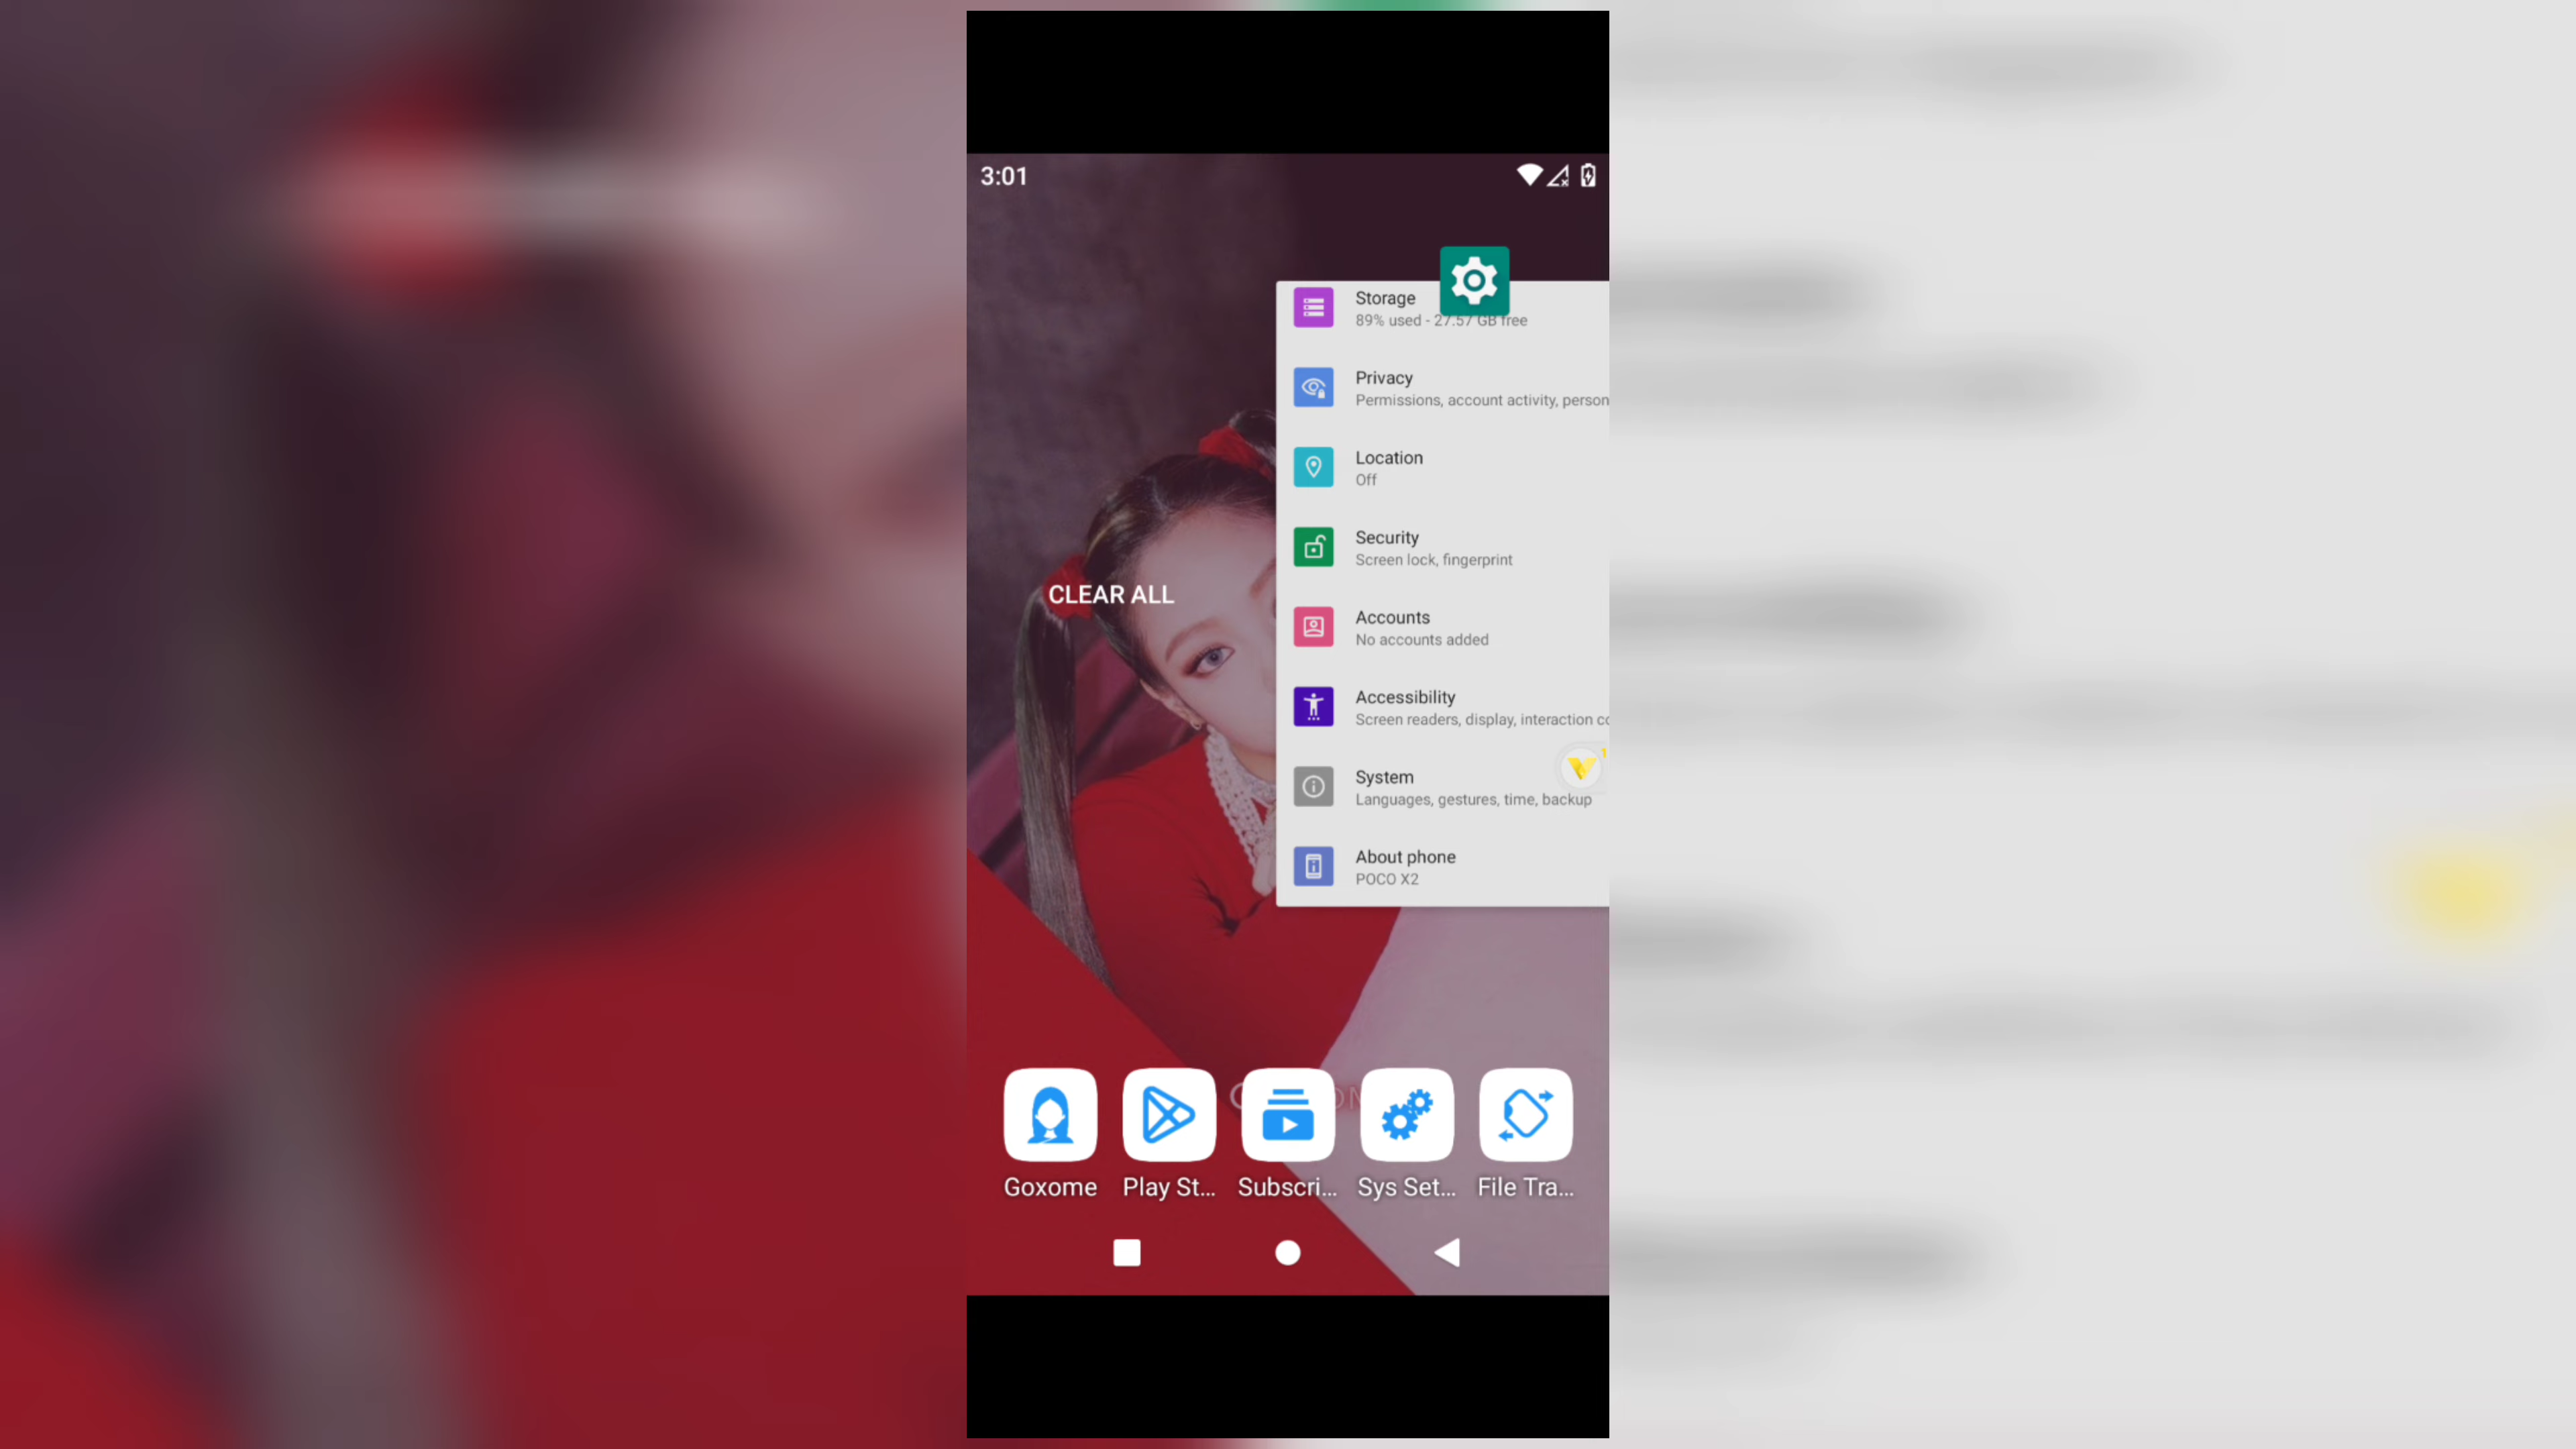 3:01
Storage
89% used - 27.57 GB free
Privacy
Permissions, account activity, person
Location
Off
Security
Screen lock, fingerprint
CLEAR ALL
Accounts
No accounts added
Accessibility
Screen readers, display, interaction co
System
Languages, gestures, time, backup
About phone
POCO X2
Goxome
Play St...
Subscri...
Sys Set...
File Tra...